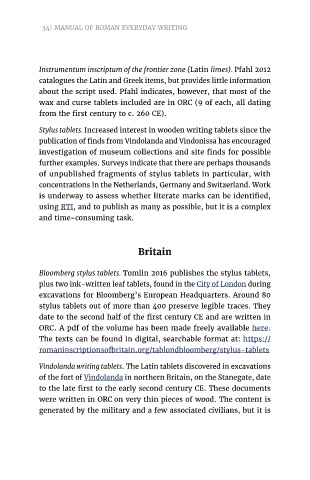 34| MANUAL OF ROMAN EVERYDAY WRITING
Instrumentum inscriptum of the frontier zone (Latin limes). Pfahl 2012
catalogues the Latin and Greek items, but provides little information
about the script used. Pfahl indicates, however, that most of the
wax and curse tablets included are in ORC (9 of each, all dating
from the first century to c. 260 CE).
Stylus tablets. Increased interest in wooden writing tablets since the
publication of finds from Vindolanda and Vindonissa has encouraged
investigation of museum collections and site finds for possible
further examples. Surveys indicate that there are perhaps thousands
of unpublished fragments of stylus tablets in particular, with
concentrations in the Netherlands, Germany and Switzerland. Work
is underway to assess whether literate marks can be identified,
using RTI, and to publish as many as possible, but it is a complex
and time-consuming task.
Britain
Bloomberg stylus tablets. Tomlin 2016 publishes the stylus tablets,
plus two ink-written leaf tablets, found in the City of London during
excavations for Bloomberg's European Headquarters. Around 80
stylus tablets out of more than 400 preserve legible traces. They
date to the second half of the first century CE and are written in
ORC. A pdf of the volume has been made freely available here.
The texts can be found in digital, searchable format at: https://
romaninscriptionsofbritain.org/tablondbloomberg/stylus-tablets
Vindolanda writing tablets. The Latin tablets discovered in excavations
of the fort of Vindolanda in northern Britain, on the Stanegate, date
to the late first to the early second century CE. These documents
were written in ORC on very thin pieces of wood. The content is
generated by the military and a few associated civilians, but it is